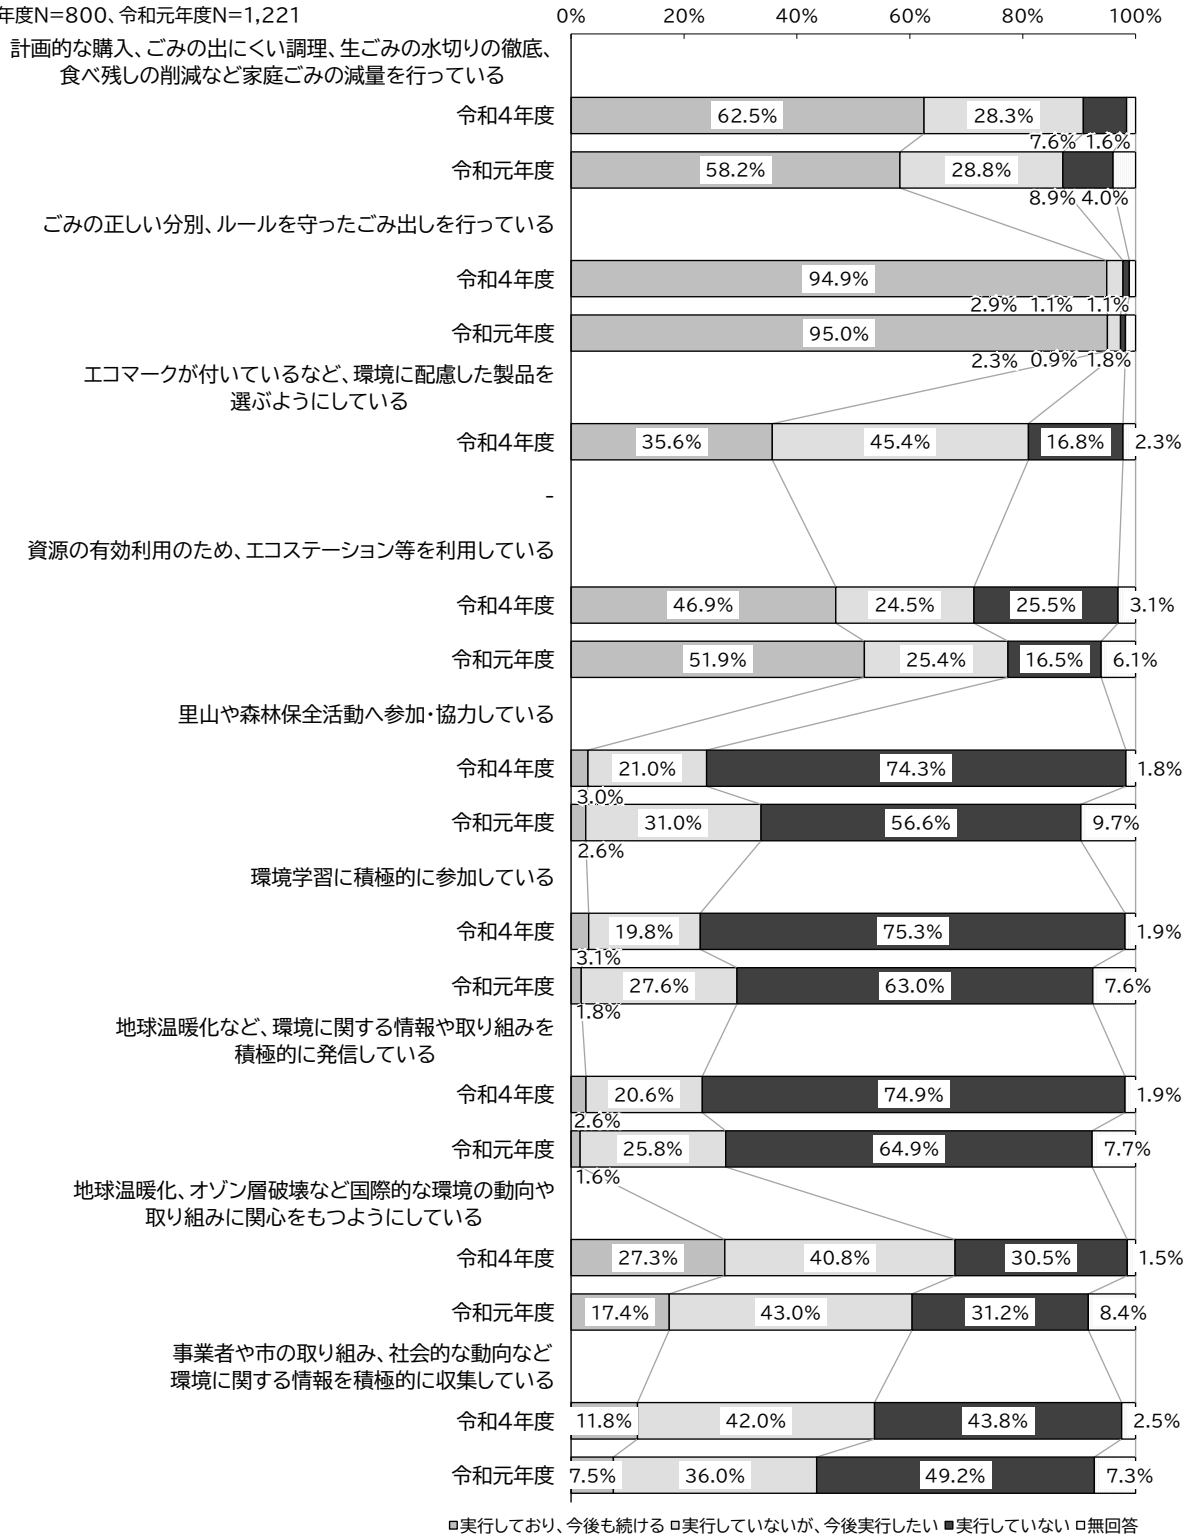 年度N=800、令和元年度N=1,221
0% 20% 40% 60% 80% 100%
計画的な購入、ごみの出にくい調理、生ごみの水切りの徹底、
食べ残しの削減など家庭ごみの減量を行っている
令和4年度 62.5% 28.3%
7.6% 1.6%
令和元年度 58.2% 28.8%
8.9% 4.0%
ごみの正しい分別、ルールを守ったごみ出しを行っている
令和4年度 94.9%
2.9% 1.1% 1.1%
令和元年度 95.0%
2.3% 0.9% 1.8%
エコマークが付いているなど、環境に配慮した製品を
選ぶようにしている
令和4年度 35.6% 45.4% 16.8% 2.3%
-
資源の有効利用のため、エコステーション等を利用している
令和4年度 46.9% 24.5% 25.5% 3.1%
令和元年度 51.9% 25.4% 16.5% 6.1%
里山や森林保全活動へ参加・協力している
令和4年度 21.0% 74.3% 1.8%
3.0%
令和元年度 31.0% 56.6% 9.7%
2.6%
環境学習に積極的に参加している
令和4年度 19.8% 75.3% 1.9%
3.1%
令和元年度 27.6% 63.0% 7.6%
1.8%
地球温暖化など、環境に関する情報や取り組みを
積極的に発信している
令和4年度 20.6% 74.9% 1.9%
2.6%
令和元年度 25.8% 64.9% 7.7%
1.6%
地球温暖化、オゾン層破壊など国際的な環境の動向や
取り組みに関心をもつようにしている
令和4年度 27.3% 40.8% 30.5% 1.5%
令和元年度 17.4% 43.0% 31.2% 8.4%
事業者や市の取り組み、社会的な動向など
環境に関する情報を積極的に収集している
令和4年度 11.8% 42.0% 43.8% 2.5%
令和元年度 7.5% 36.0% 49.2% 7.3%
実行しており、今後も続ける 実行していないが、今後実行したい 実行していない 無回答